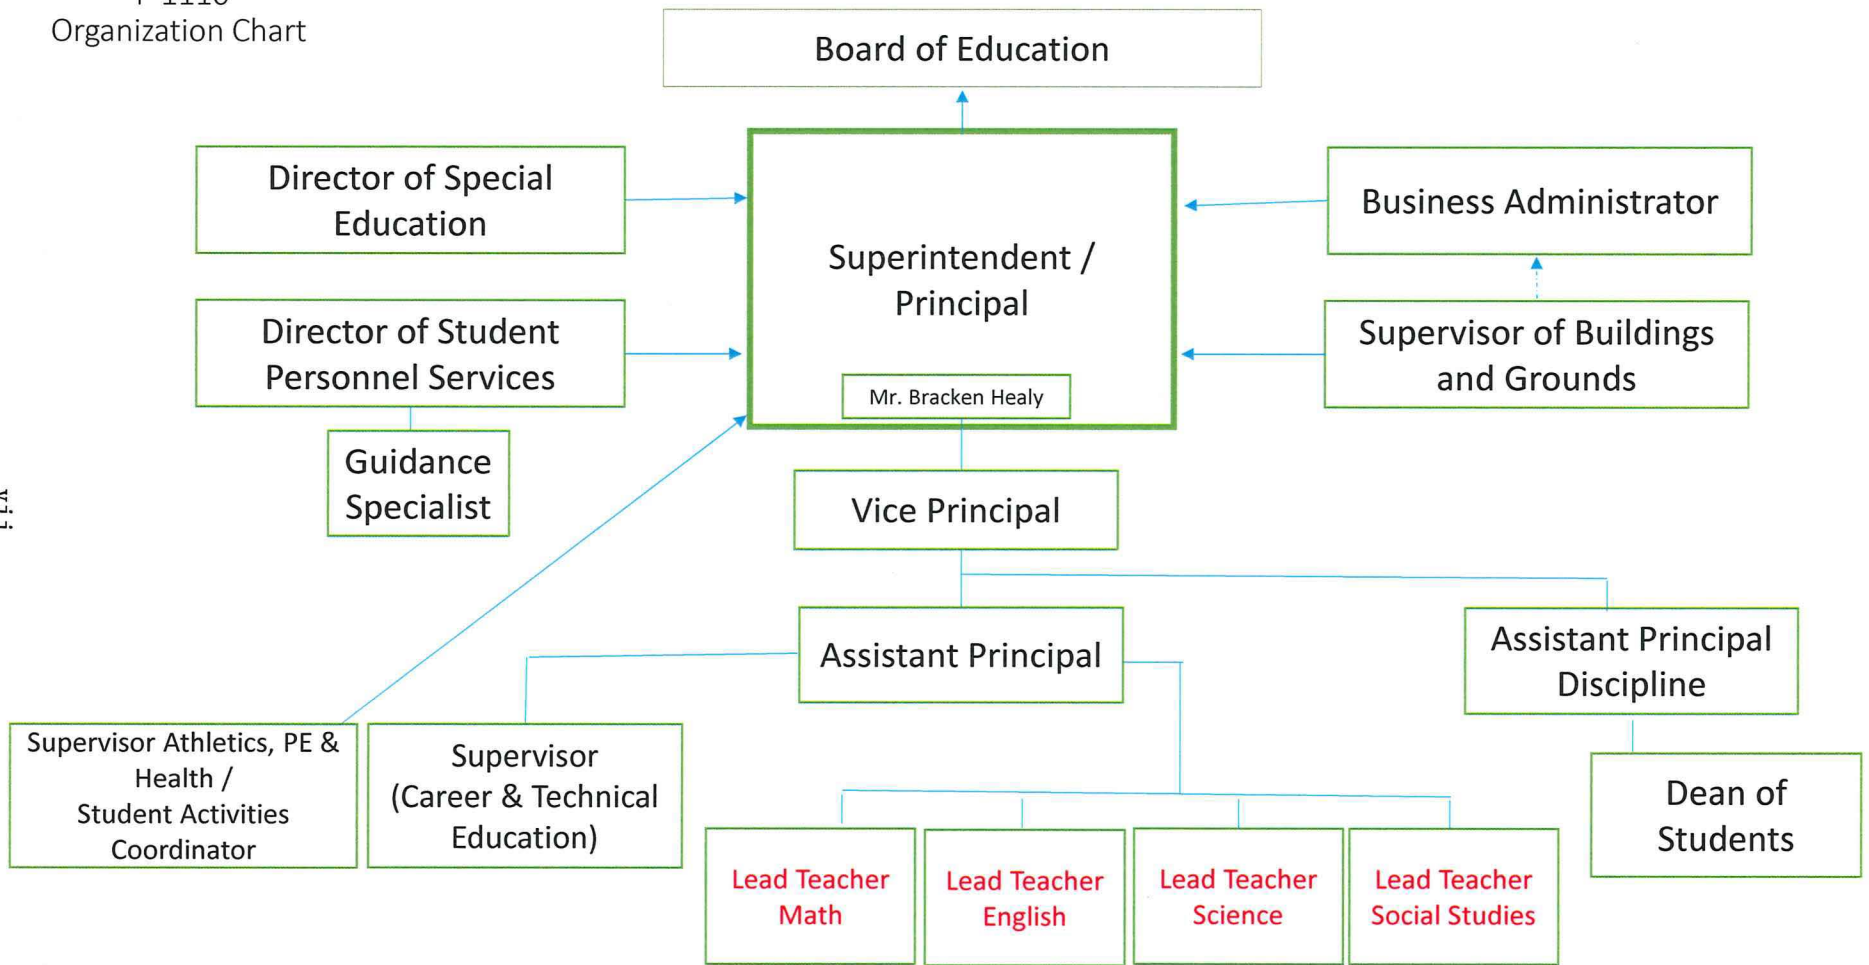 Organization Chart
Board of Education
Director of Special
Education
Superintendent /
Principal
Mr. Bracken Healy
Business Administrator
Director of Student
Personnel Services
Supervisor of Buildings
and Grounds
Guidance
Specialist
Vice Principal
Assistant Principal
Assistant Principal
Discipline
Supervisor Athletics, PE &
Health /
Student Activities
Coordinator
Supervisor
(Career & Technical
Education)
Dean of
Students
Lead Teacher
Math
Lead Teacher
English
Lead Teacher
Science
Lead Teacher
Social Studies